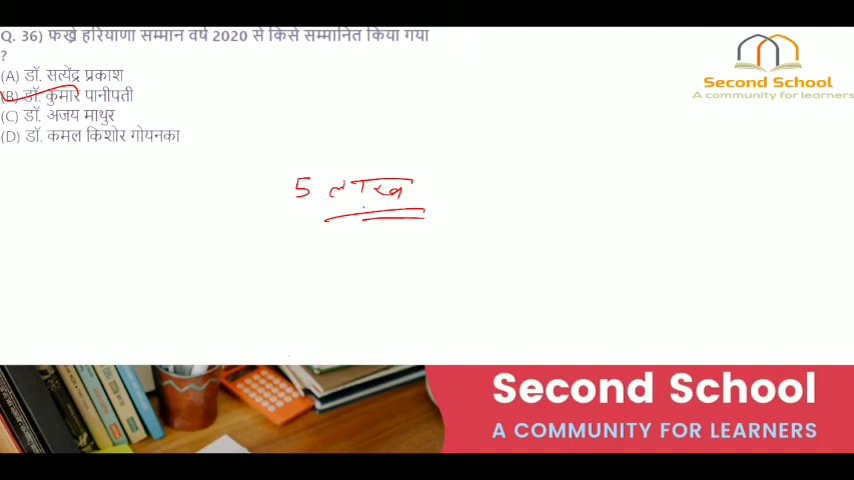 Q. 36) फख्रे हरियाणा सम्मान वर्ष 2020 से किसे सम्मानित किया गया
?
(A) डॉ. सत्येंद्र प्रकाश
(B) डॉ. कुमार पानीपती
(C) डॉ. अजय माथुर
(D) डॉ. कमल किशोर गोयनका
Second School
A community for learners
5 लाख
Second School
A COMMUNITY FOR LEARNERS